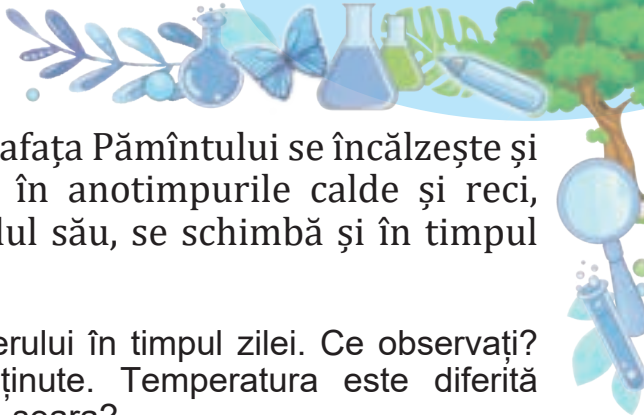 afața Pămîntului se încălzește și
în anotimpurile calde și reci,
lul său, se schimbă și în timpul
erului în timpul zilei. Ce observați?
ținute. Temperatura este diferită
seara?